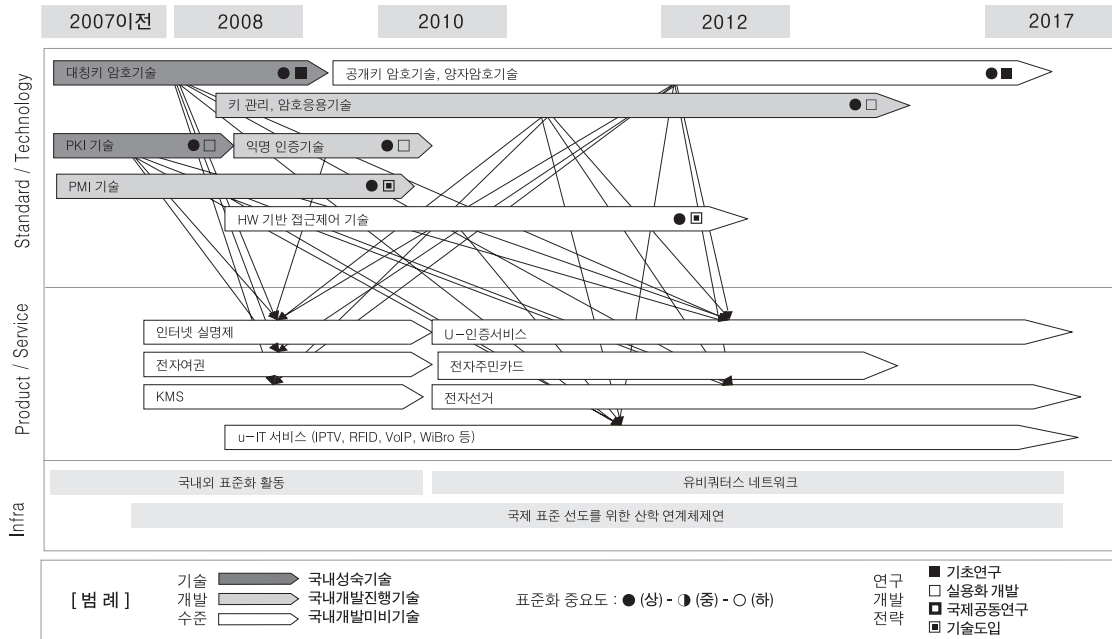 2007이전 2008 2010 2012 2017
Standard / Technology
대칭키 암호기술
공개키 암호기술, 양자암호기술
키 관리, 암호응용기술
PKI 기술
익명 인증기술
PMI 기술
HW 기반 접근제어 기술
Product / Service
인터넷 실명제
U-인증서비스
전자여권
전자주민카드
KMS
전자선거
u-IT 서비스 (IPTV, RFID, VoIP, WiBro 등)
Infra
국내외 표준화 활동
유비쿼터스 네트워크
국제 표준 선도를 위한 산학 연계체제연
[ 범 례 ]
기술
개발
수준
국내성숙기술
국내개발진행기술
국내개발미비기술
표준화 중요도 : ● (상) - ◑ (중) - ○ (하)
연구
개발
전략
■ 기초연구
□ 실용화 개발
국제공동연구
▣ 기술도입